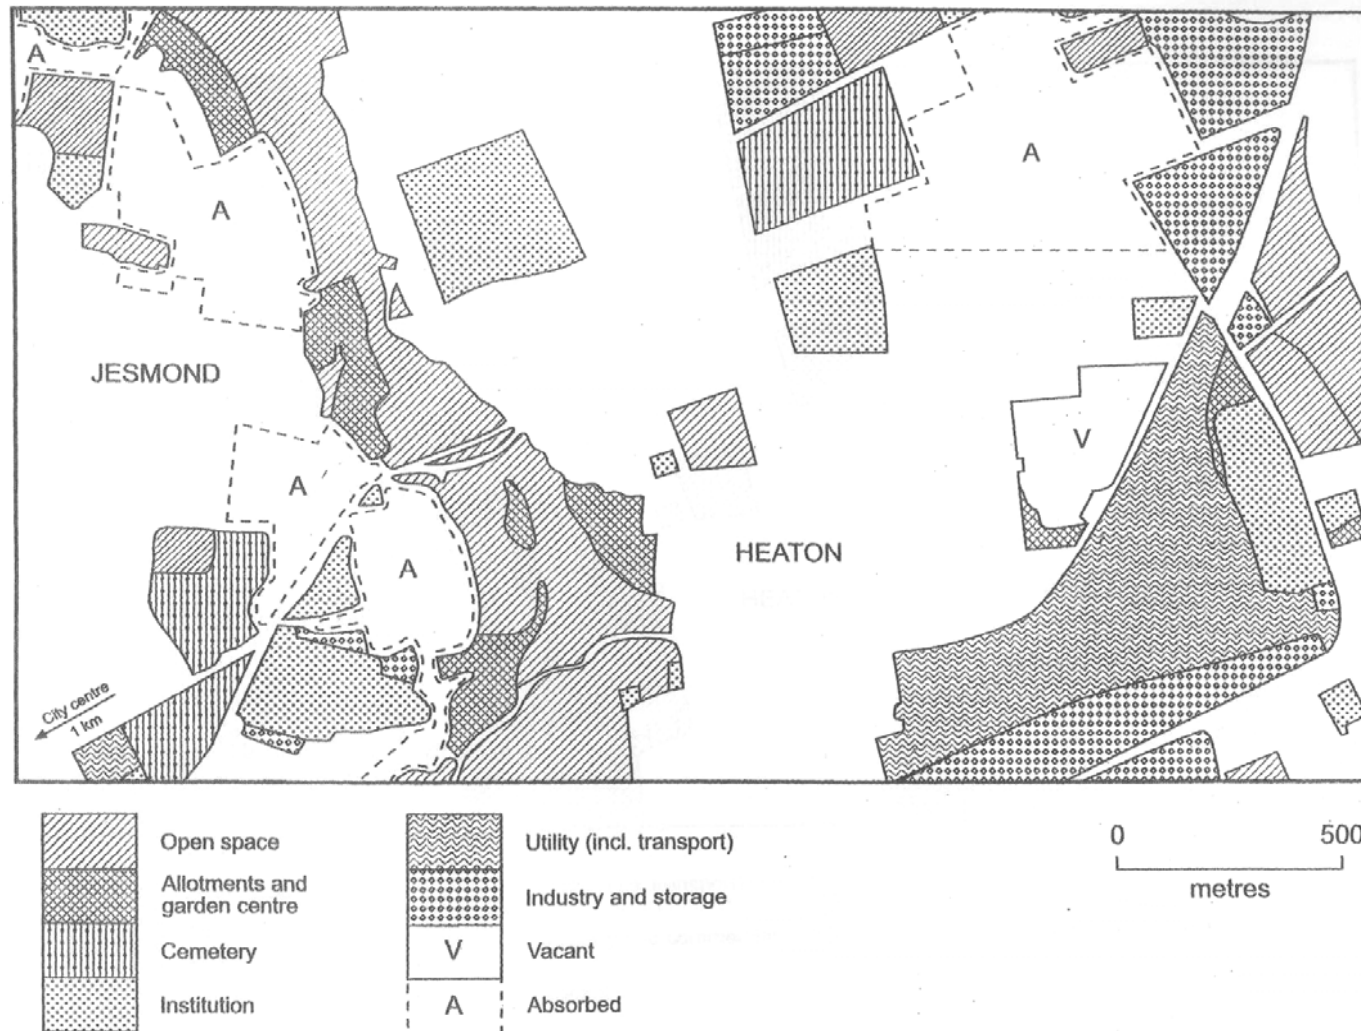 A
A
A
JESMOND
V
A
A
HEATON
City centre
1 km
Open space
Allotments and
garden centre
Cemetery
Institution
Utility (incl. transport)
Industry and storage
V
Vacant
A
Absorbed
0
500
metres